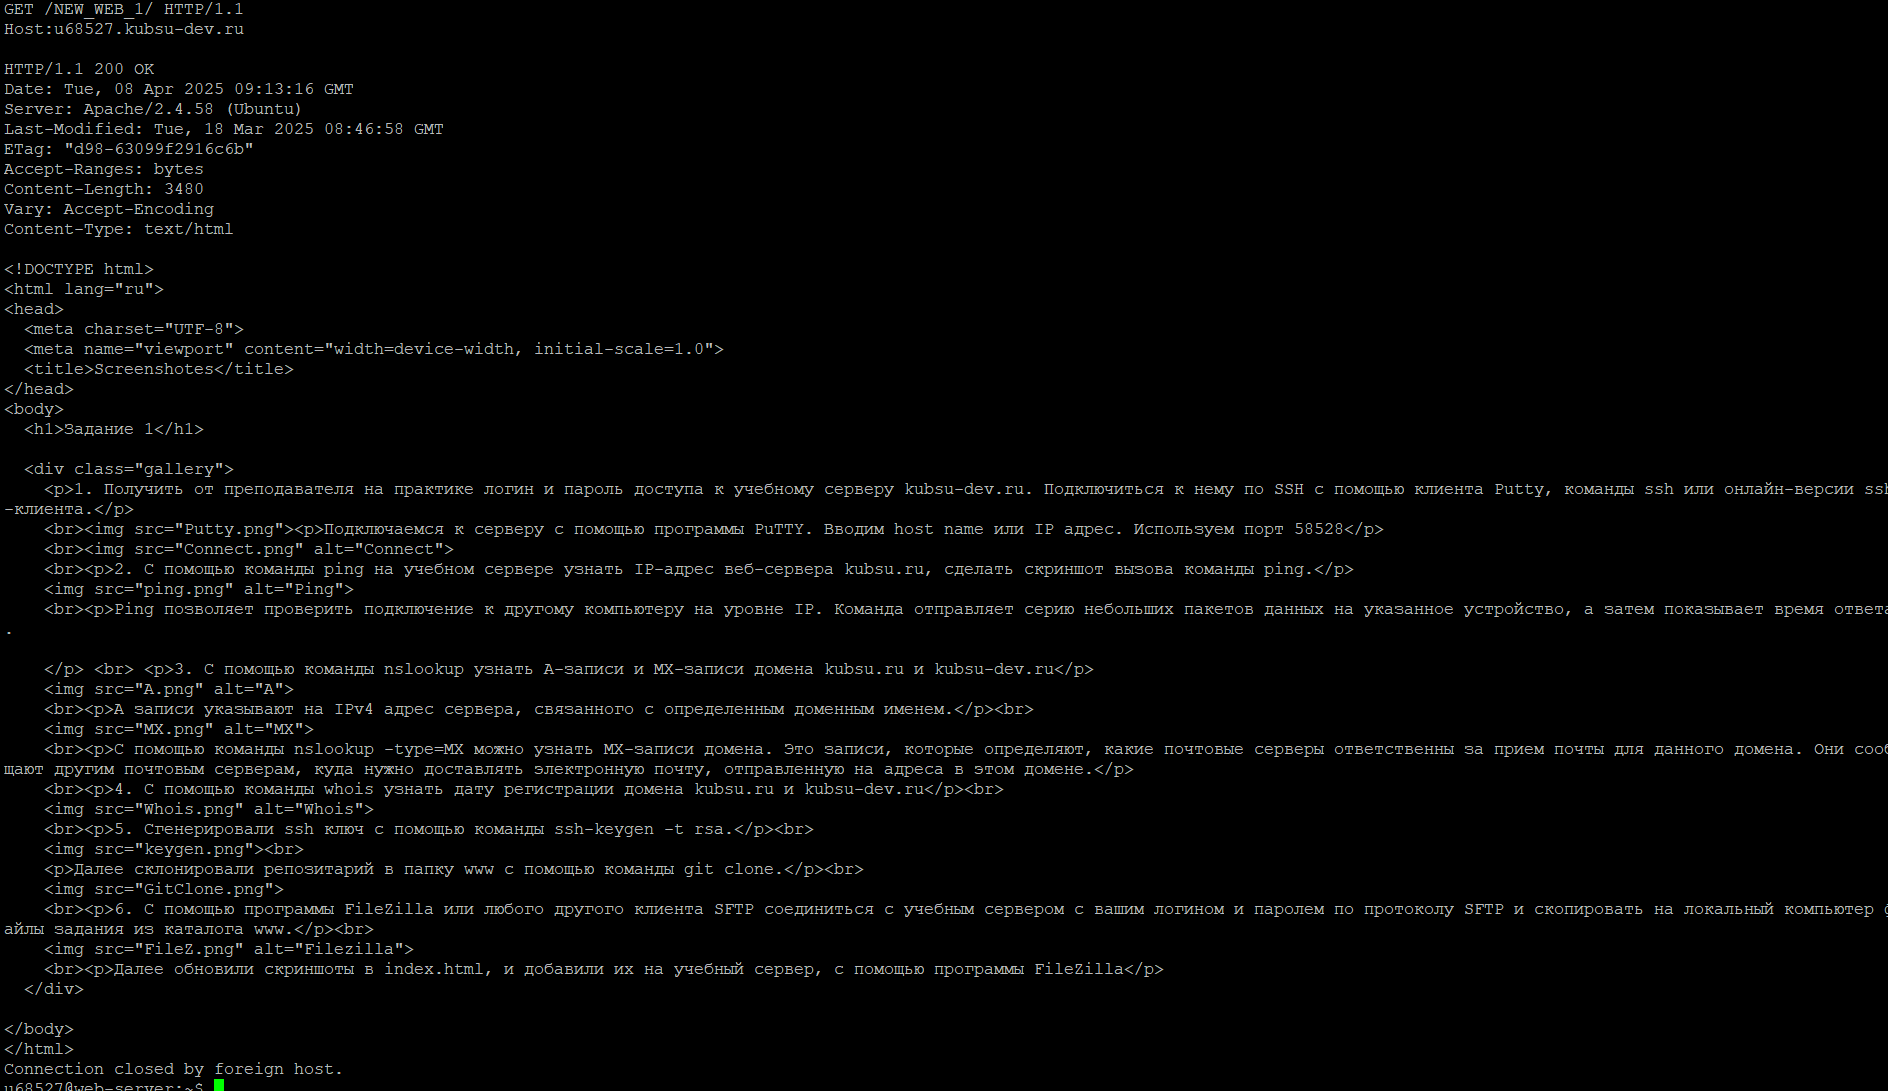 GET /NEW_WEB_1/ HTTP/1.1
Host:u68527.kubsu-dev.ru
HTTP/1.1 200 OK
Date: Tue, 08 Apr 2025 09:13:16 GMT
Server: Apache/2.4.58 (Ubuntu)
Last-Modified: Tue, 18 Mar 2025 08:46:58 GMT
ETag: "d98-63099f2916c6b"
Accept-Ranges: bytes
Content-Length: 3480
Vary: Accept-Encoding
Content-Type: text/html
<!DOCTYPE html>
<html lang="ru">
<head>
  <meta charset="UTF-8">
  <meta name="viewport" content="width=device-width, initial-scale=1.0">
  <title>Screenshotes</title>
</head>
<body>
  <h1>Задание 1</h1>
  <div class="gallery">
    <p>1. Получить от преподавателя на практике логин и пароль доступа к учебному серверу kubsu-dev.ru. Подключиться к нему по SSH с помощью клиента Putty, команды ssh или онлайн-версии ssh
-клиента.</p>
    <br><img src="Putty.png"><p>Подключаемся к серверу с помощью программы PuTTY. Вводим host name или IP адрес. Используем порт 58528</p>
    <br><img src="Connect.png" alt="Connect">
    <br><p>2. С помощью команды ping на учебном сервере узнать IP-адрес веб-сервера kubsu.ru, сделать скриншот вызова команды ping.</p>
    <img src="ping.png" alt="Ping">
    <br><p>Ping позволяет проверить подключение к другому компьютеру на уровне IP. Команда отправляет серию небольших пакетов данных на указанное устройство, а затем показывает время ответа
.
    </p> <br> <p>3. С помощью команды nslookup узнать А-записи и MX-записи домена kubsu.ru и kubsu-dev.ru</p>
    <img src="A.png" alt="A">
    <br><p>А записи указывают на IPv4 адрес сервера, связанного с определенным доменным именем.</p><br>
    <img src="MX.png" alt="MX">
    <br><p>С помощью команды nslookup -type=MX можно узнать MX-записи домена. Это записи, которые определяют, какие почтовые серверы ответственны за прием почты для данного домена. Они сооб
щают другим почтовым серверам, куда нужно доставлять электронную почту, отправленную на адреса в этом домене.</p>
    <br><p>4. С помощью команды whois узнать дату регистрации домена kubsu.ru и kubsu-dev.ru</p><br>
    <img src="Whois.png" alt="Whois">
    <br><p>5. Сгенерировали ssh ключ с помощью команды ssh-keygen -t rsa.</p><br>
    <img src="keygen.png"><br>
    <p>Далее склонировали репозитарий в папку www с помощью команды git clone.</p><br>
    <img src="GitClone.png">
    <br><p>6. С помощью программы FileZilla или любого другого клиента SFTP соединиться с учебным сервером с вашим логином и паролем по протоколу SFTP и скопировать на локальный компьютер ф
айлы задания из каталога www.</p><br>
    <img src="FileZ.png" alt="Filezilla">
    <br><p>Далее обновили скриншоты в index.html, и добавили их на учебный сервер, с помощью программы FileZilla</p>
  </div>
</body>
</html>
Connection closed by foreign host.
u68527@web-server:~$